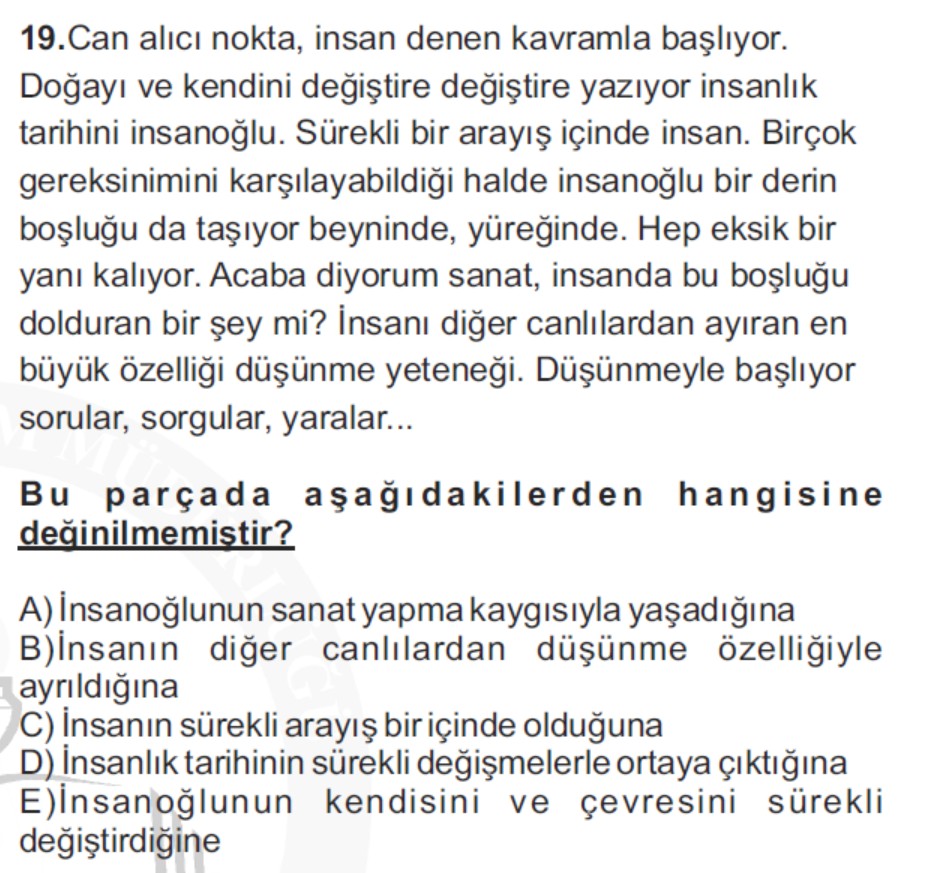 19.Can alıcı nokta, insan denen kavramla başlıyor.
Doğayı ve kendini değiştire değiştire yazıyor insanlık
tarihini insanoğlu. Sürekli bir arayış içinde insan. Birçok
gereksinimini karşılayabildiği halde insanoğlu bir derin
boşluğu da taşıyor beyninde, yüreğinde. Hep eksik bir
yanı kalıyor. Acaba diyorum sanat, insanda bu boşluğu
dolduran bir şey mi? İnsanı diğer canlılardan ayıran en
büyük özelliği düşünme yeteneği. Düşünmeyle başlıyor
sorular, sorgular, yaralar...
Bu parçada aşağıdakilerden hangisine
değinilmemiştir?
A) İnsanoğlunun sanat yapma kaygısıyla yaşadığına
B)İnsanın diğer canlılardan düşünme özelliğiyle
ayrıldığına
C) İnsanın sürekli arayış bir içinde olduğuna
D) İnsanlık tarihinin sürekli değişmelerle ortaya çıktığına
E)İnsanoğlunun kendisini ve çevresini sürekli
değiştirdiğine